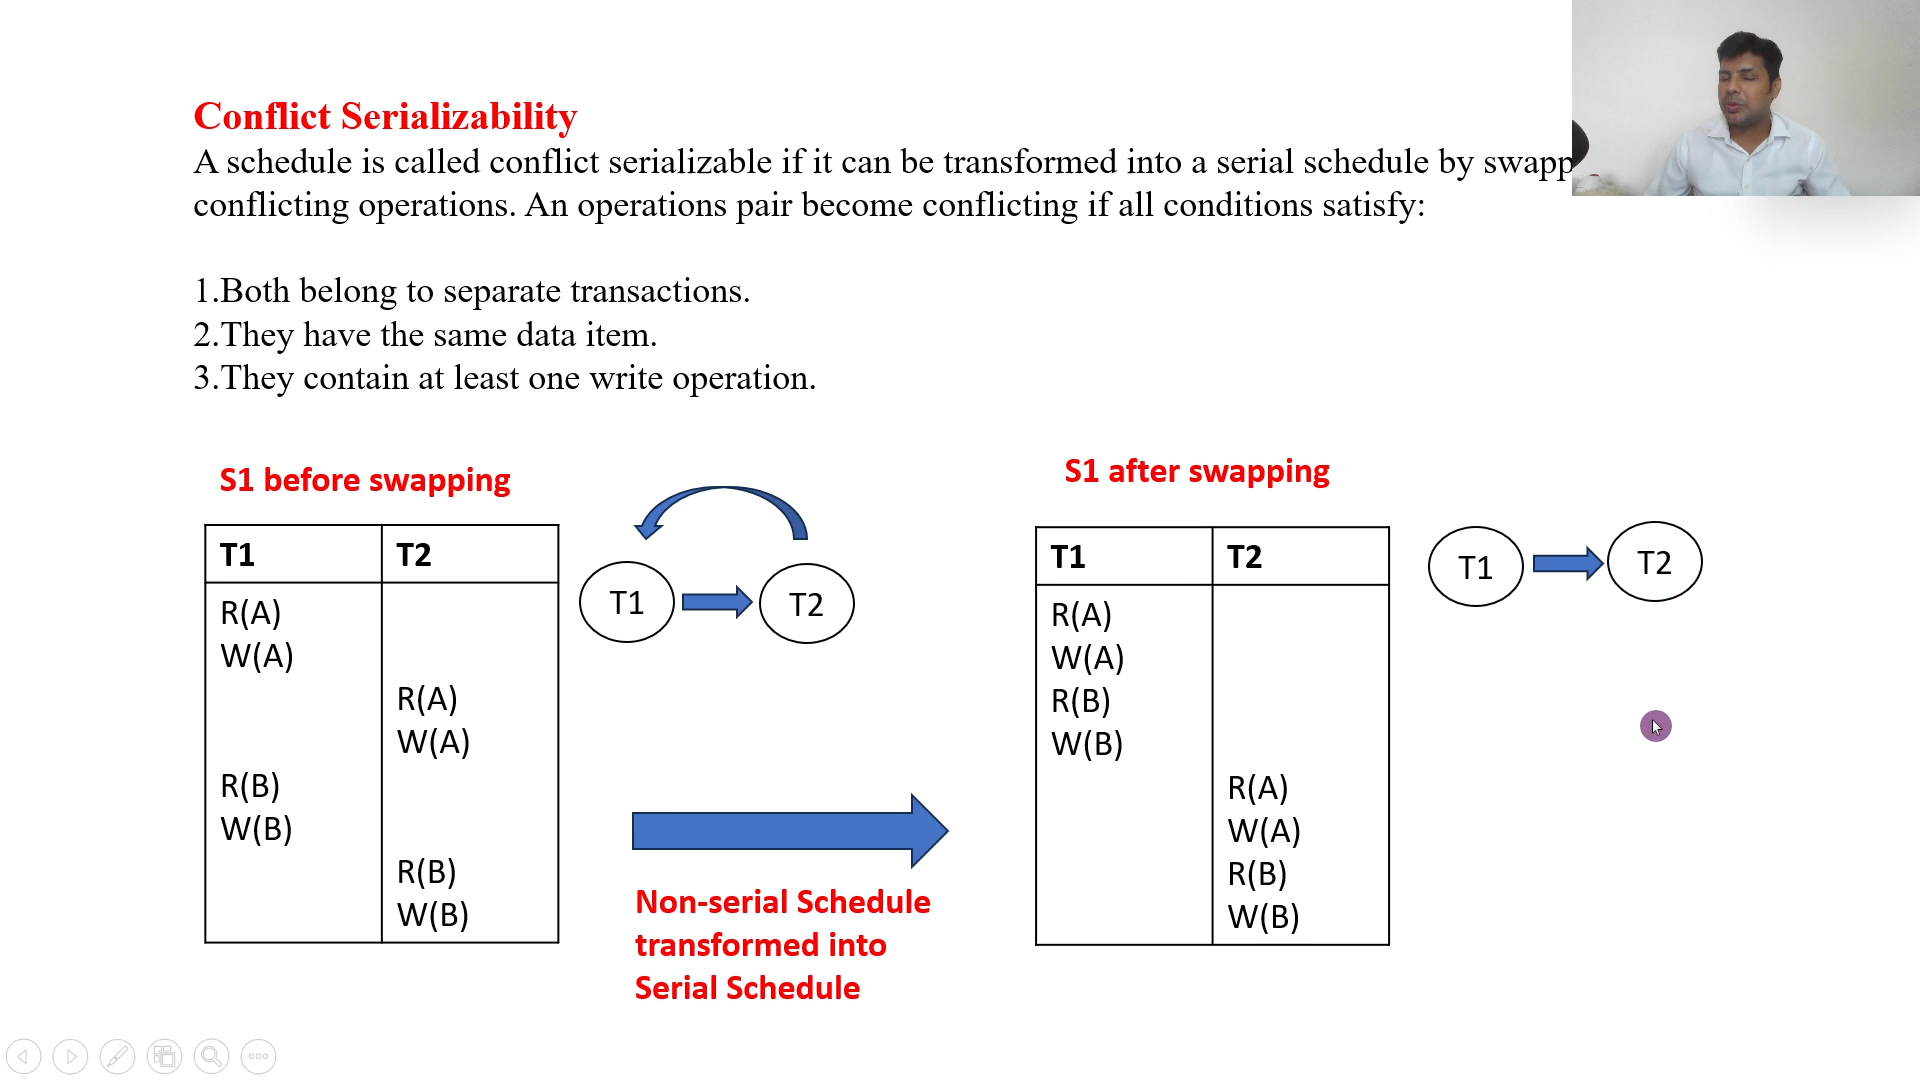 Conflict Serializability
A schedule is called conflict serializable if it can be transformed into a serial schedule by swapp
conflicting operations. An operations pair become conflicting if all conditions satisfy:
1.Both belong to separate transactions.
2.They have the same data item.
3.They contain at least one write operation.
S1 before swapping
T1 T2
R(A)
W(A)
R(A)
W(A)
R(B)
W(B)
R(B)
W(B)
T1 T2
Non-serial Schedule
transformed into
Serial Schedule
S1 after swapping
T1 T2
R(A)
W(A)
R(B)
W(B)
R(A)
W(A)
R(B)
W(B)
T1 T2